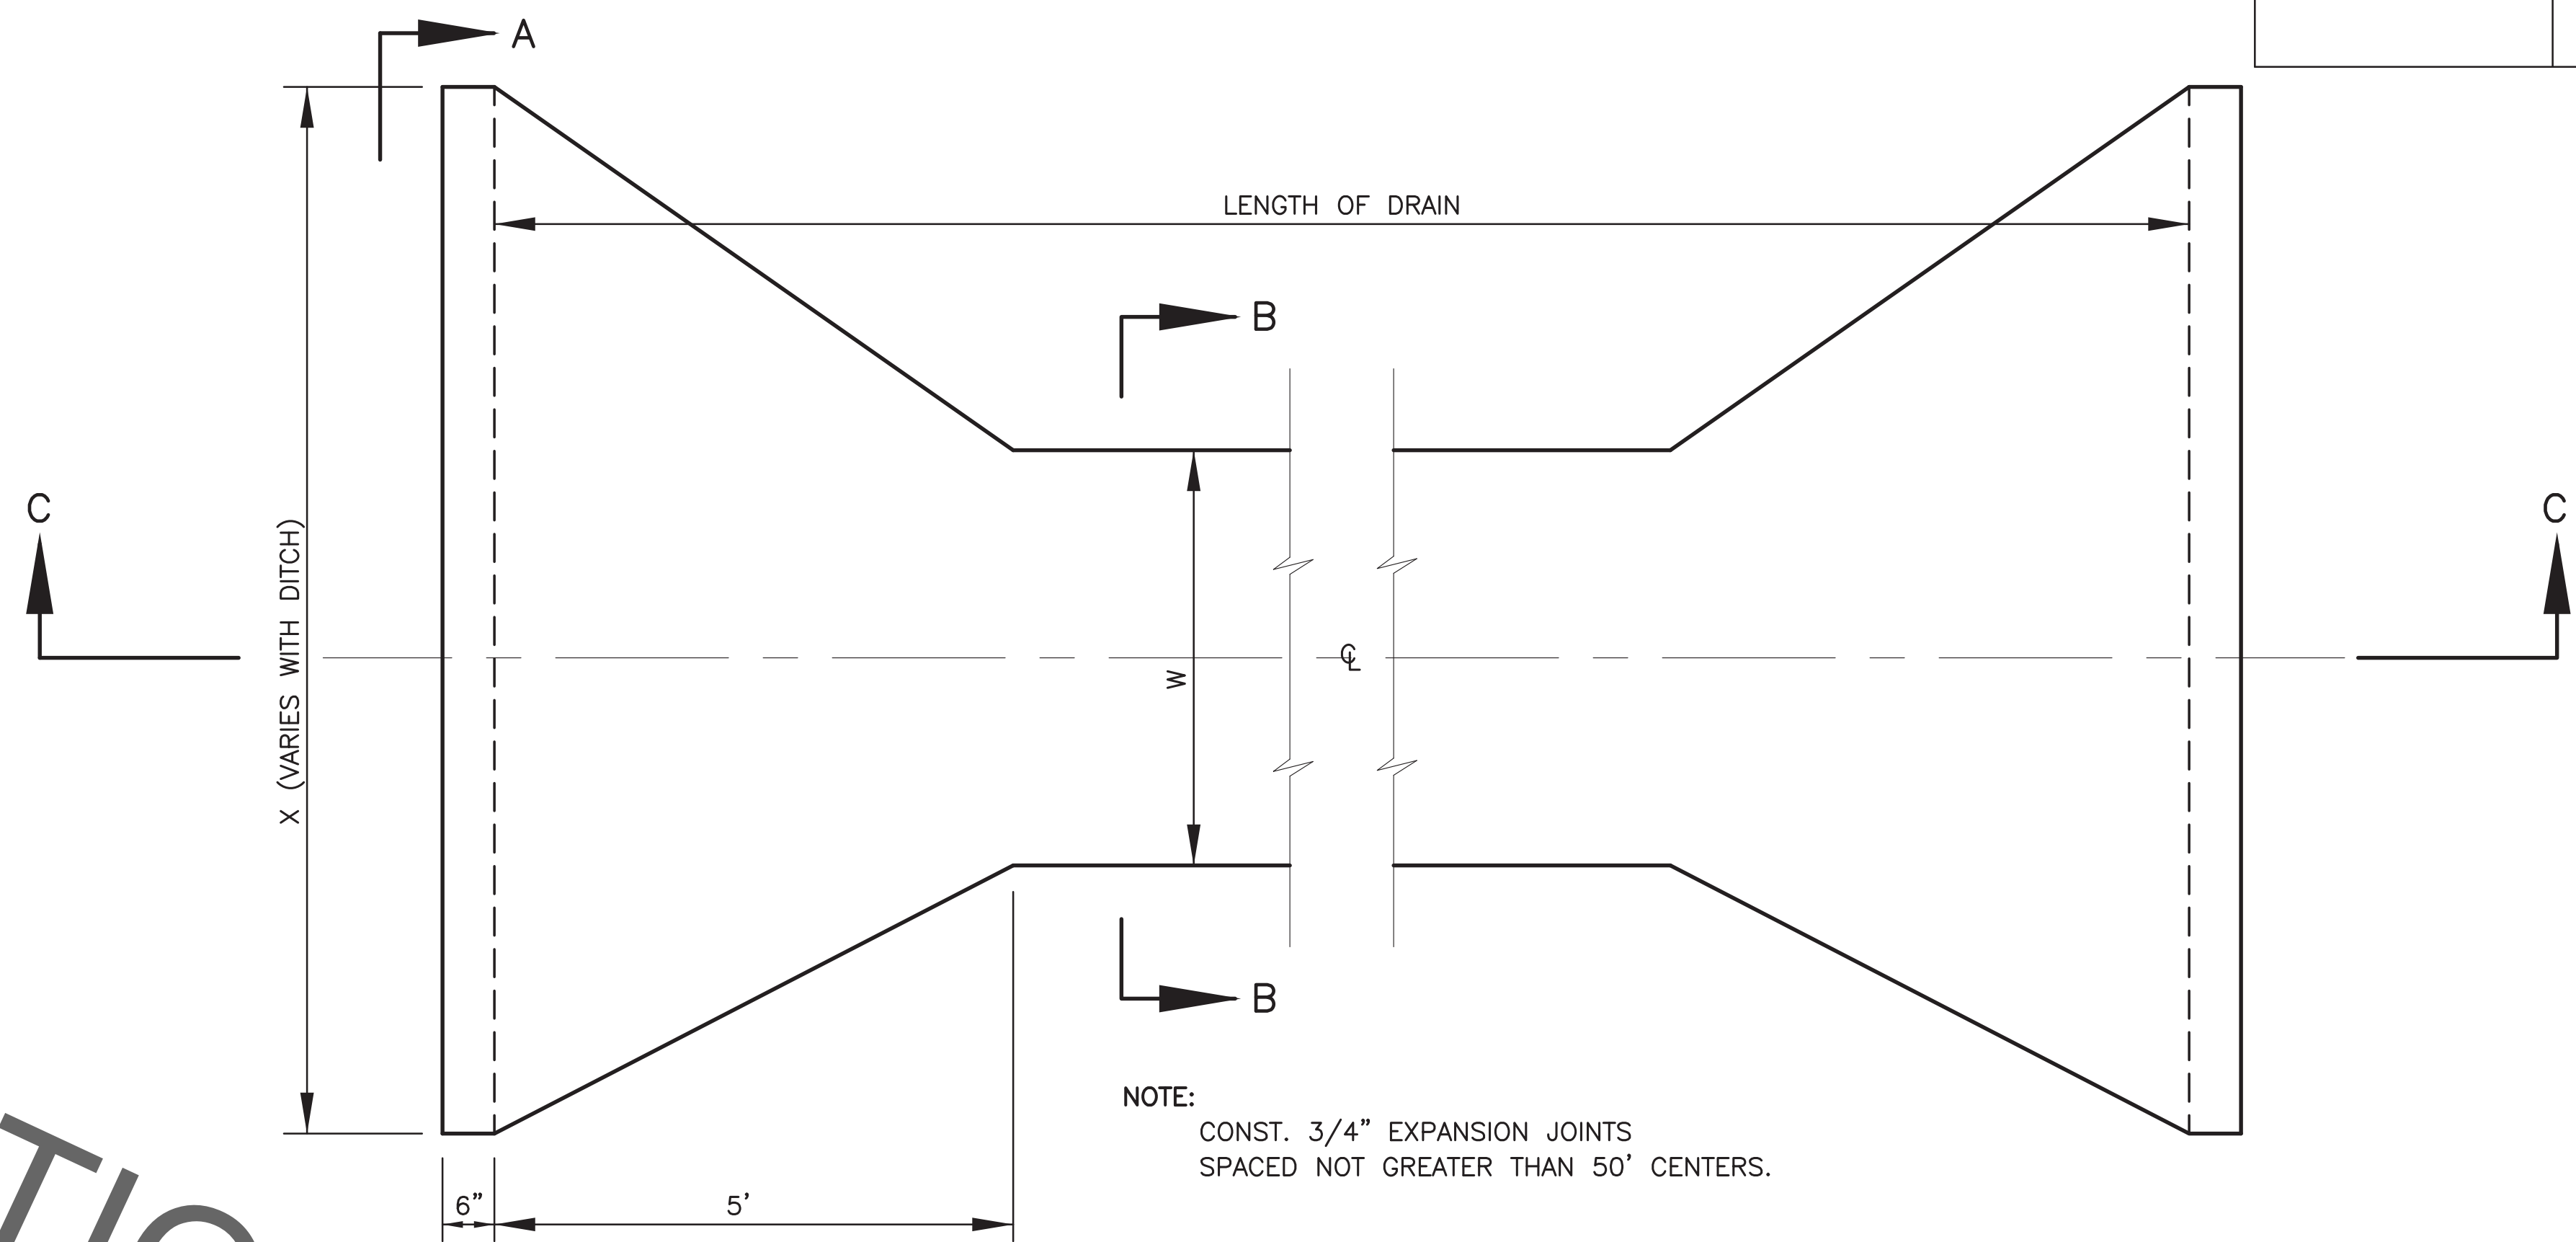 A
LENGTH OF DRAIN
B
C
C
X (VARIES WITH DITCH)
W
℄
B
NOTE:
CONST. 3/4” EXPANSION JOINTS
SPACED NOT GREATER THAN 50’ CENTERS.
6”
5’